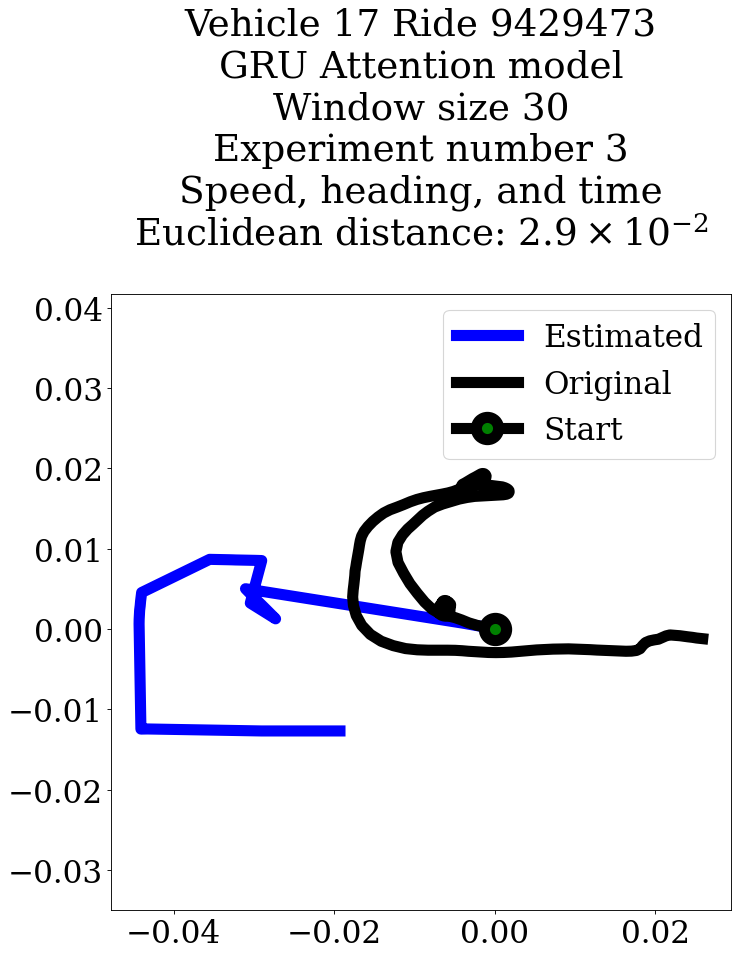 Vehicle 17 Ride 9429473
GRU Attention model
Window size 30
Experiment number 3
Speed, heading, and time
Euclidean distance: 2.9 × 10⁻²
Estimated
Original
Start
0.04
0.03
0.02
0.01
0.00
−0.01
−0.02
−0.03
−0.04 −0.02 0.00 0.02